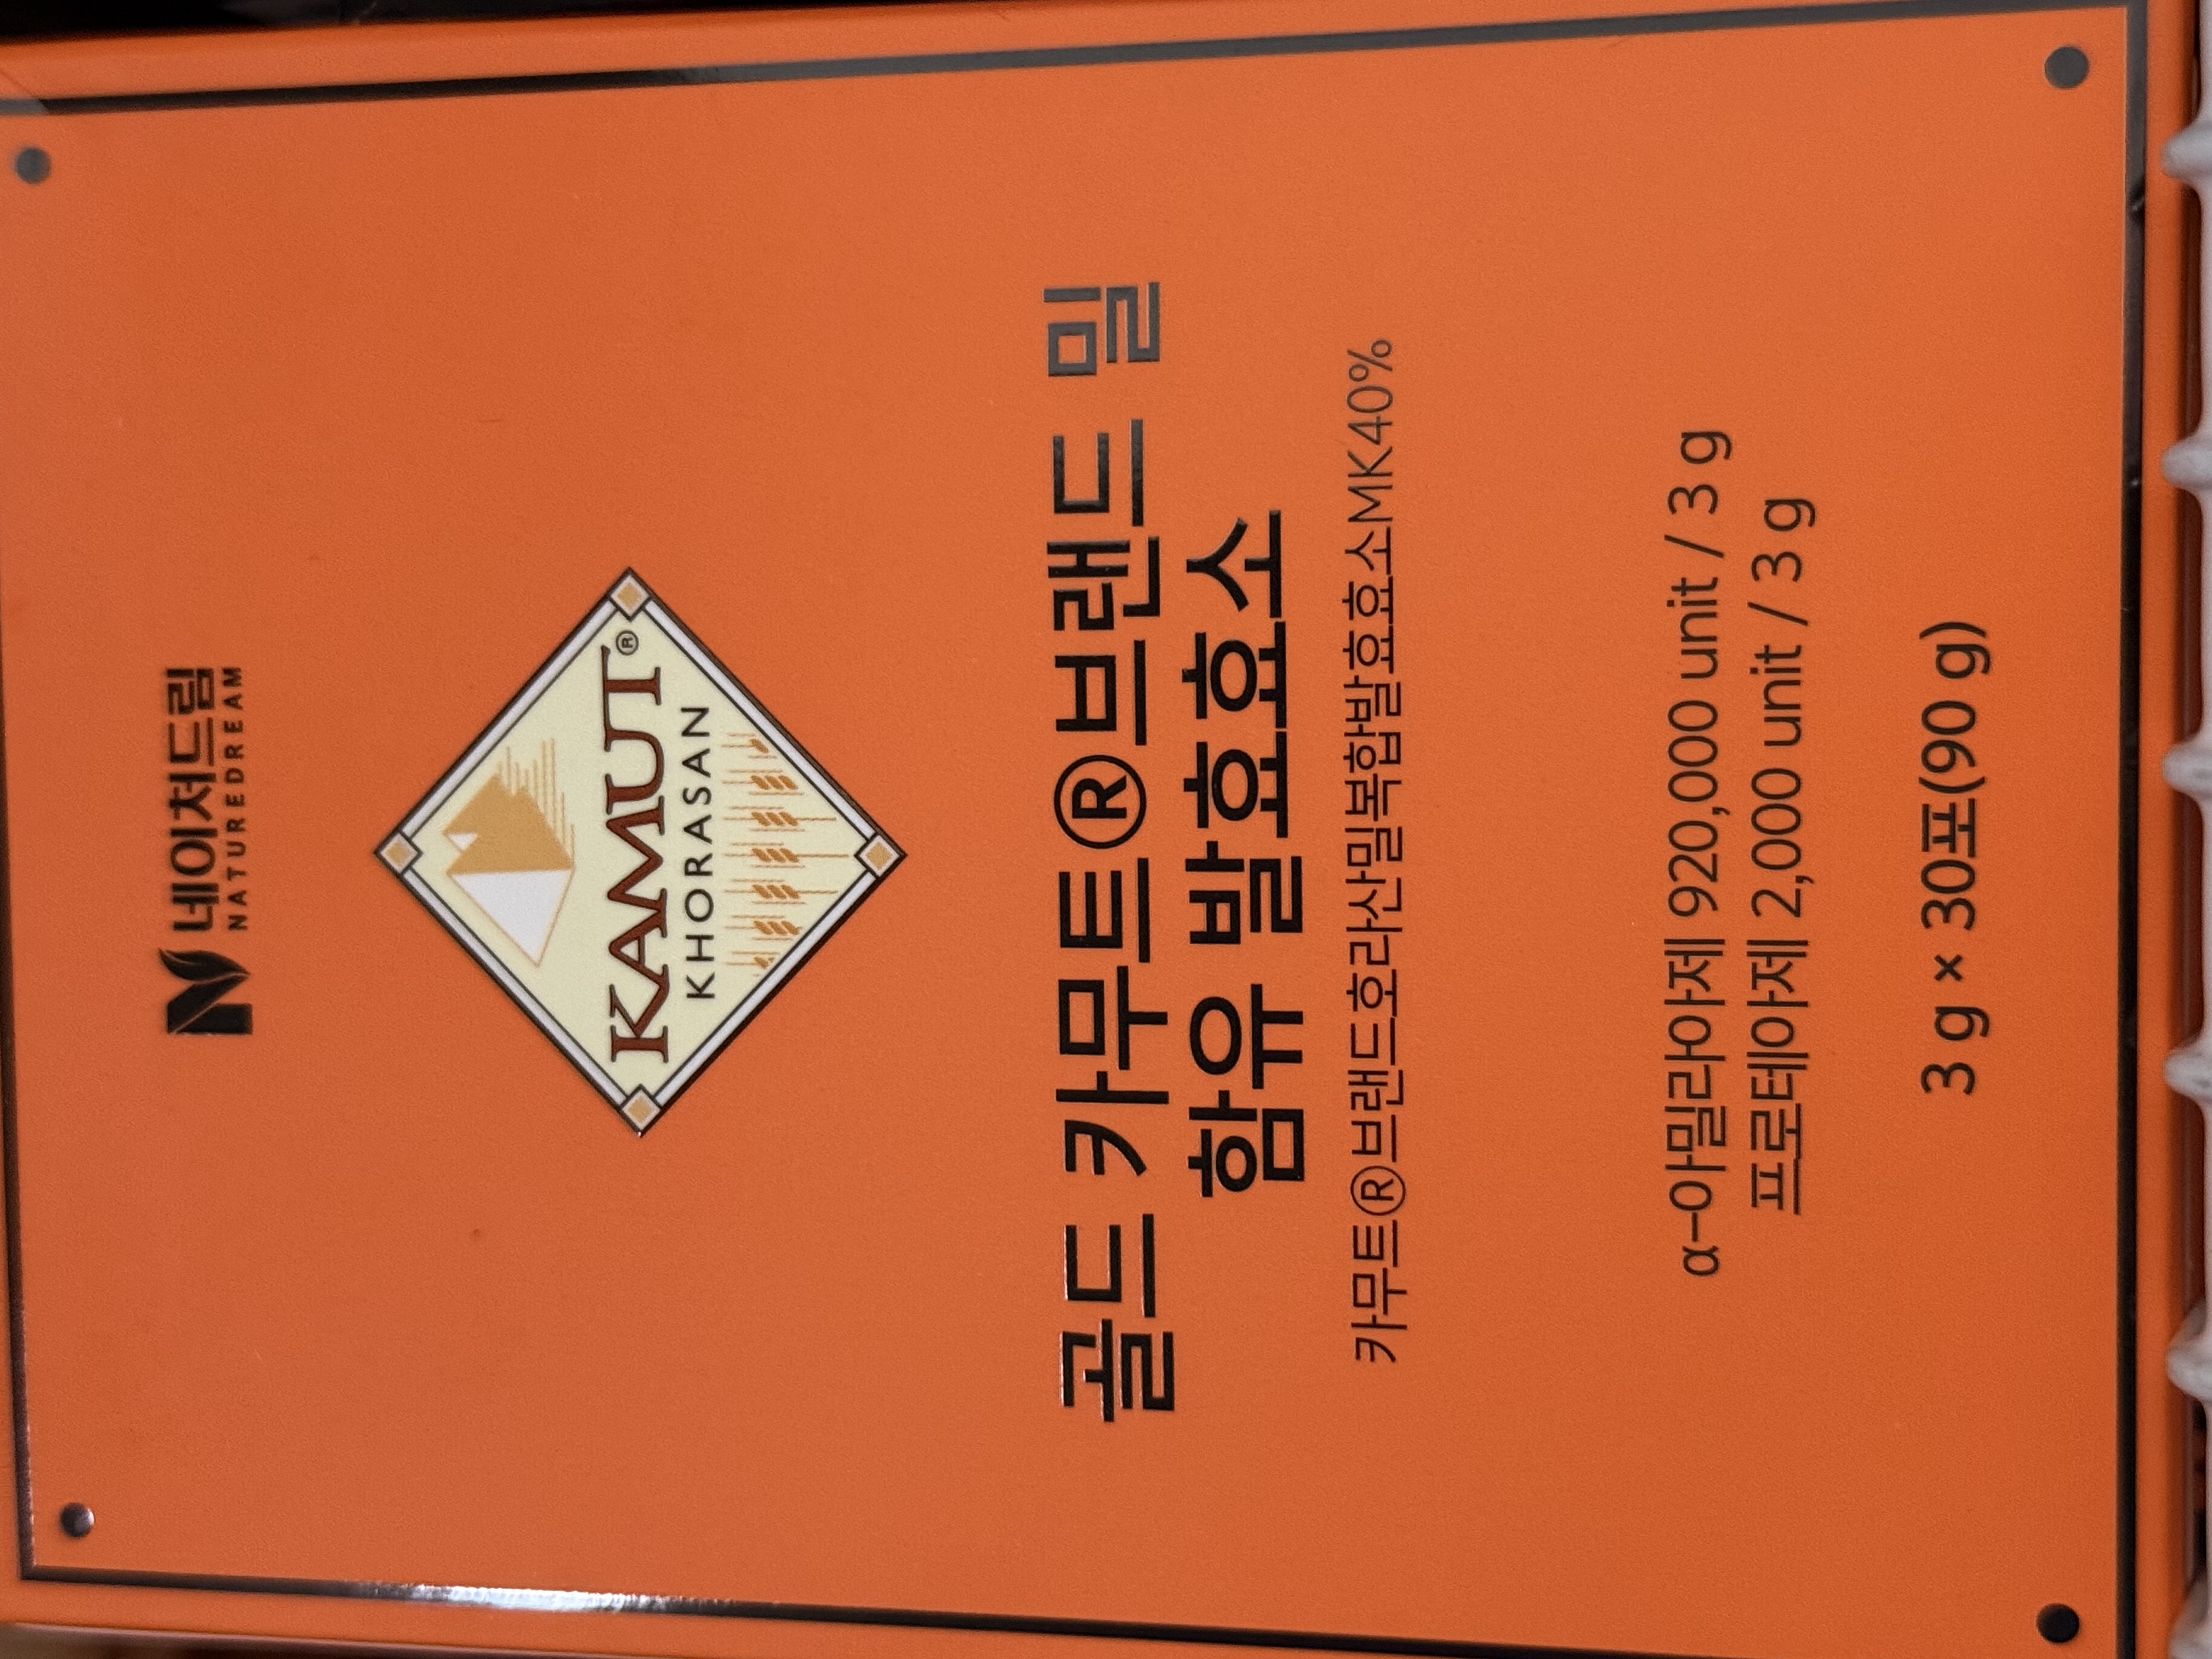 네이처드림
NATUREDREAM
KAMUT®
KHORASAN
골드 카무트®브랜드 밀
함유 발효효소
카무트®브랜드호라산밀복합발효효소MK40%
α-아밀라아제 920,000 unit / 3 g
프로테아제 2,000 unit / 3 g
3 g × 30포(90 g)